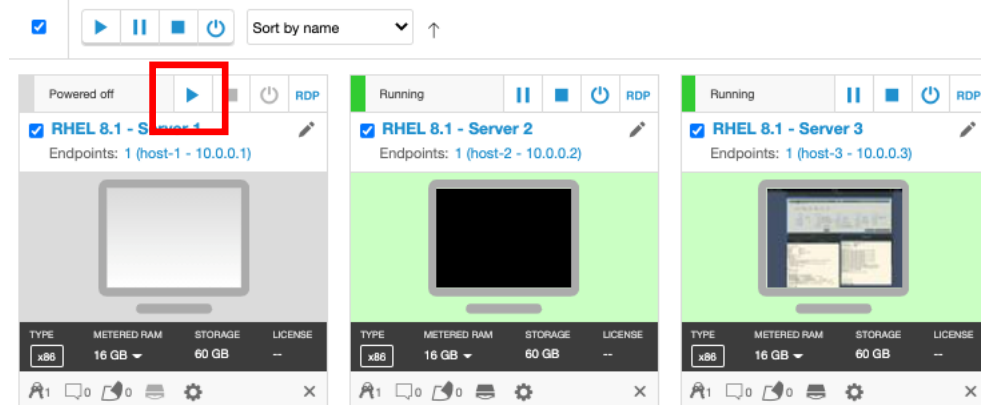 Sort by name
Powered off
RDP
RHEL 8.1 - Server 1
Endpoints: 1 (host-1 - 10.0.0.1)
TYPE METERED RAM STORAGE LICENSE
x86 16 GB 60 GB --
1 0 0
Running
RDP
RHEL 8.1 - Server 2
Endpoints: 1 (host-2 - 10.0.0.2)
TYPE METERED RAM STORAGE LICENSE
x86 16 GB 60 GB --
1 0 0
Running
RDP
RHEL 8.1 - Server 3
Endpoints: 1 (host-3 - 10.0.0.3)
TYPE METERED RAM STORAGE LICENSE
x86 16 GB 60 GB --
1 0 0